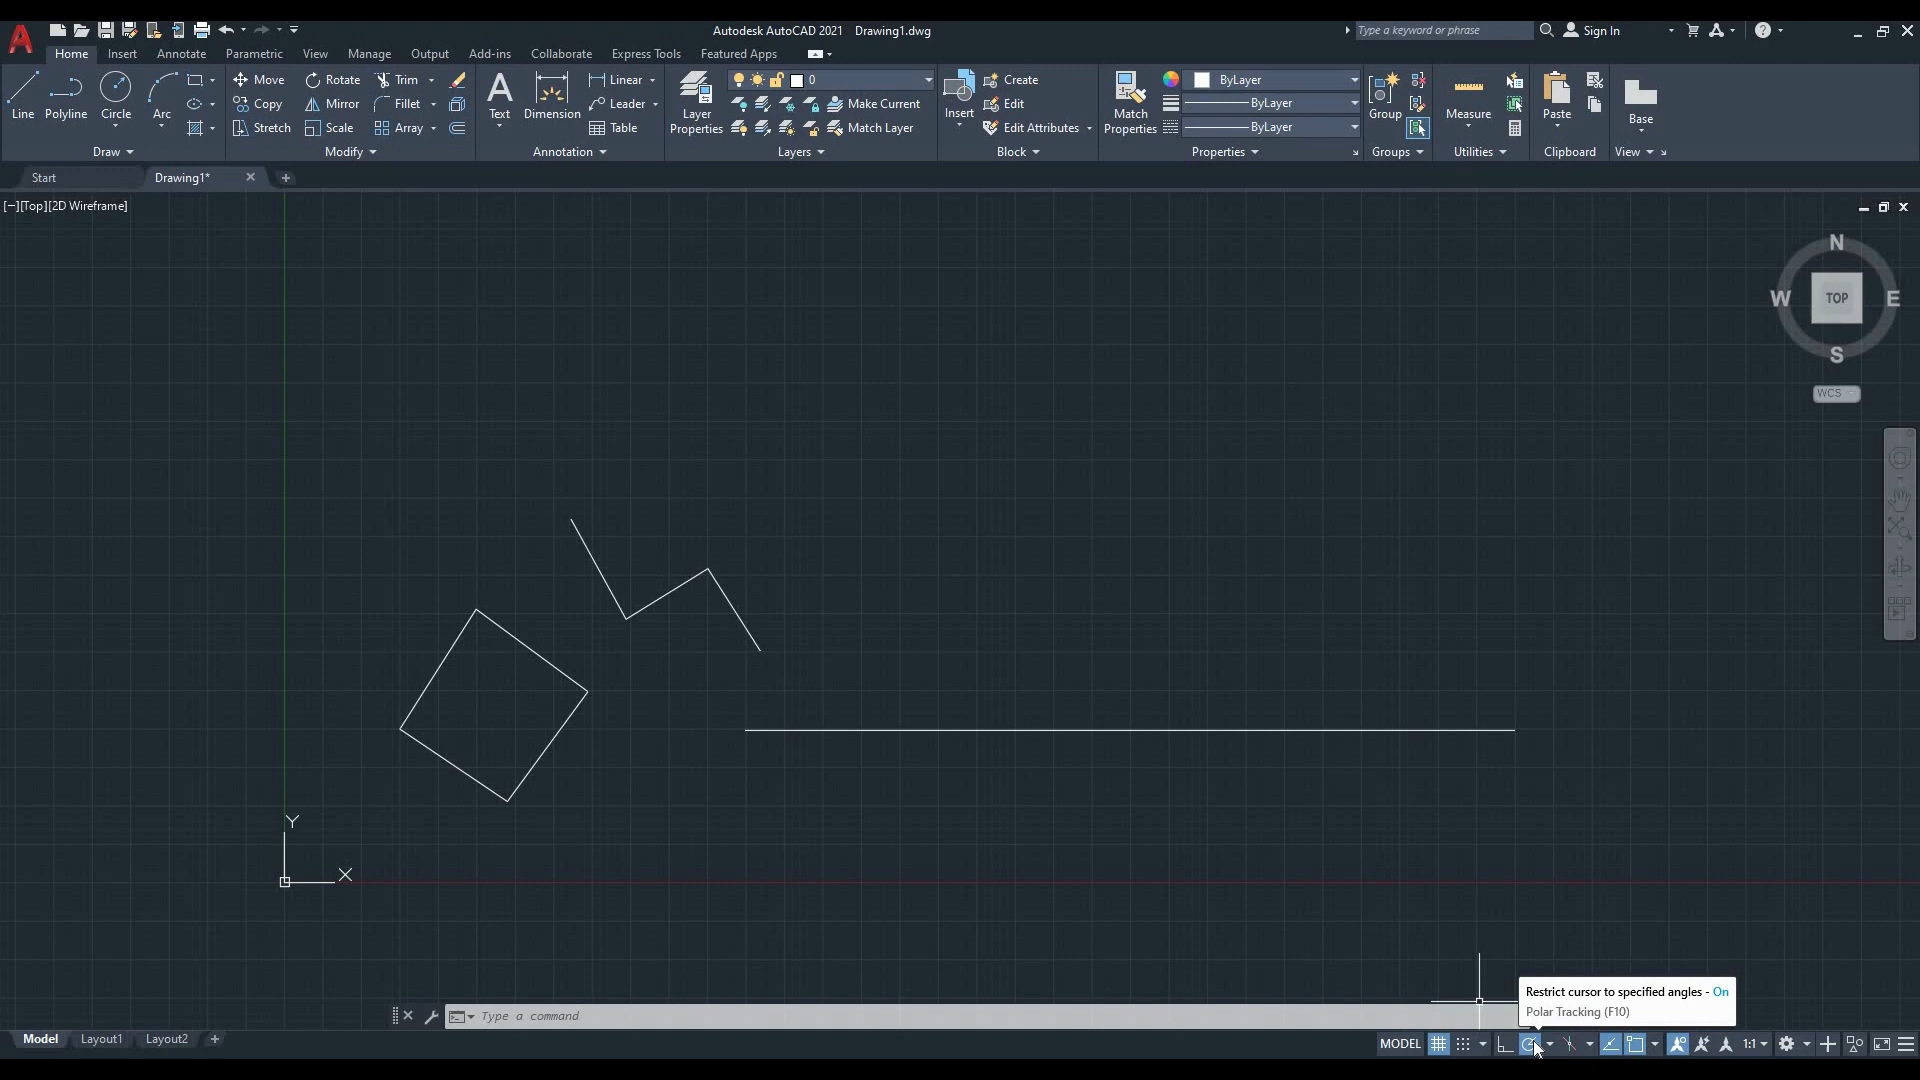 Autodesk AutoCAD 2021 Drawing1.dwg
Type a keyword or phrase
Sign In
Home Insert Annotate Parametric View Manage Output Add-ins Collaborate Express Tools Featured Apps
Line Polyline Circle Arc
Move Rotate Trim
Copy Mirror Fillet
Stretch Scale Array
Text Dimension
Linear
Leader
Table
Layer
Properties
0
Make Current
Match Layer
Insert
Create
Edit
Edit Attributes
Match
Properties
ByLayer
ByLayer
ByLayer
Group
Measure
Paste
Base
Draw Modify Annotation Layers Block Properties Groups Utilities Clipboard View
Start Drawing1*
[−][Top][2D Wireframe]
N
W TOP E
S
WCS
Y
X
Restrict cursor to specified angles - On
Polar Tracking (F10)
Type a command
Model Layout1 Layout2
MODEL 1:1